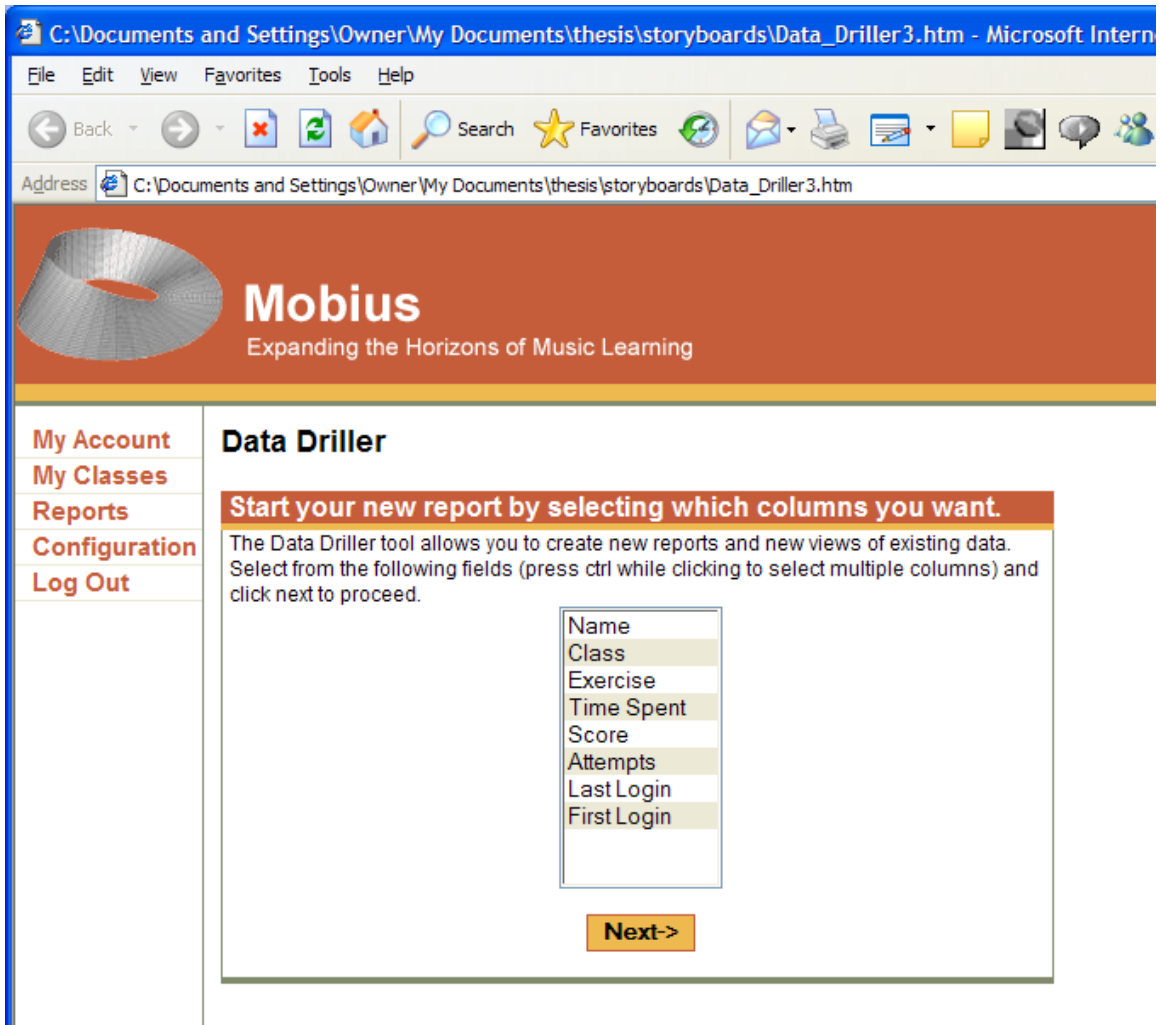 C:\Documents and Settings\Owner\My Documents\thesis\storyboards\Data_Driller3.htm - Microsoft Intern
File Edit View Favorites Tools Help
Back Search Favorites
Address C:\Documents and Settings\Owner\My Documents\thesis\storyboards\Data_Driller3.htm
Mobius
Expanding the Horizons of Music Learning
My Account
My Classes
Reports
Configuration
Log Out
Data Driller
Start your new report by selecting which columns you want.
The Data Driller tool allows you to create new reports and new views of existing data.
Select from the following fields (press ctrl while clicking to select multiple columns) and
click next to proceed.
Name
Class
Exercise
Time Spent
Score
Attempts
Last Login
First Login
Next->